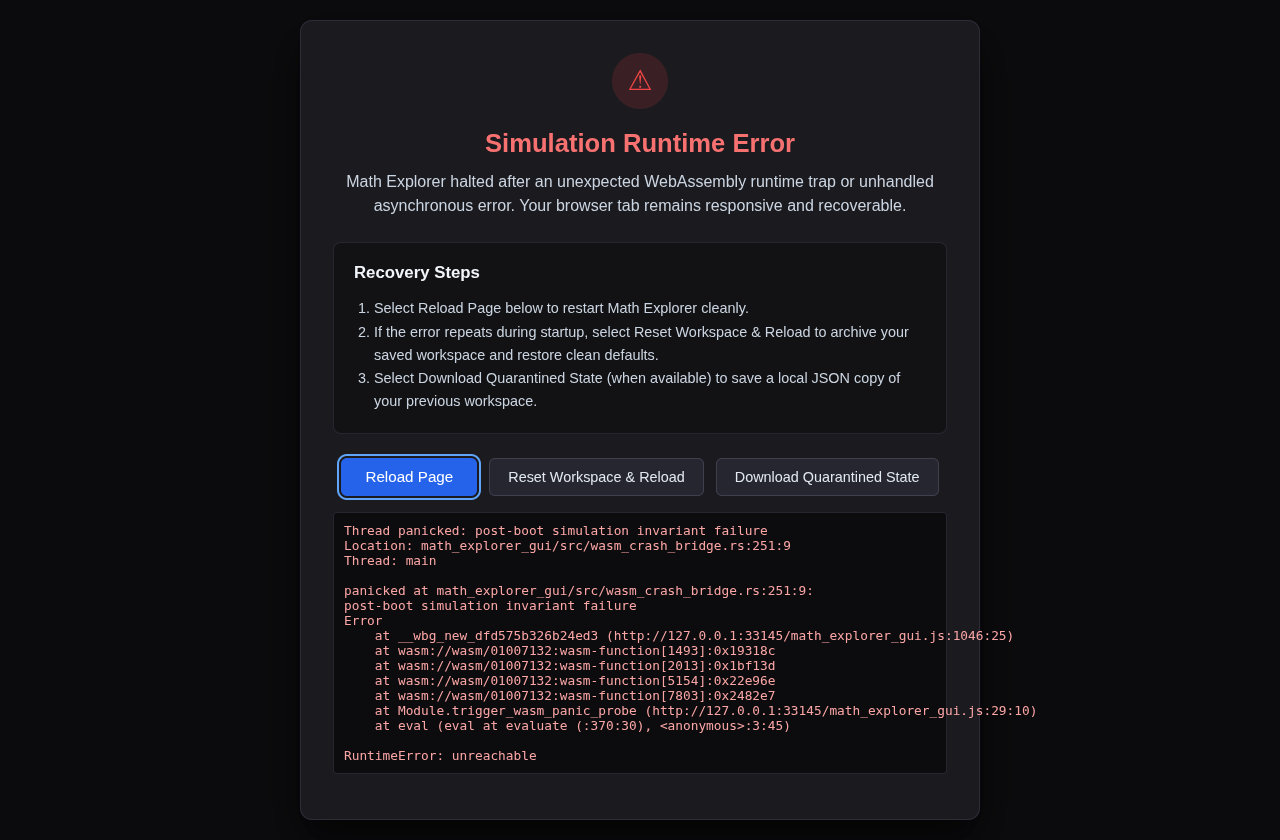 ⚠
Simulation Runtime Error
Math Explorer halted after an unexpected WebAssembly runtime trap or unhandled
asynchronous error. Your browser tab remains responsive and recoverable.
Recovery Steps
1. Select Reload Page below to restart Math Explorer cleanly.
2. If the error repeats during startup, select Reset Workspace & Reload to archive your
saved workspace and restore clean defaults.
3. Select Download Quarantined State (when available) to save a local JSON copy of
your previous workspace.
Reload Page
Reset Workspace & Reload
Download Quarantined State
Thread panicked: post-boot simulation invariant failure
Location: math_explorer_gui/src/wasm_crash_bridge.rs:251:9
Thread: main
panicked at math_explorer_gui/src/wasm_crash_bridge.rs:251:9:
post-boot simulation invariant failure
Error
    at __wbg_new_dfd575b326b24ed3 (http://127.0.0.1:33145/math_explorer_gui.js:1046:25)
    at wasm://wasm/01007132:wasm-function[1493]:0x19318c
    at wasm://wasm/01007132:wasm-function[2013]:0x1bf13d
    at wasm://wasm/01007132:wasm-function[5154]:0x22e96e
    at wasm://wasm/01007132:wasm-function[7803]:0x2482e7
    at Module.trigger_wasm_panic_probe (http://127.0.0.1:33145/math_explorer_gui.js:29:10)
    at eval (eval at evaluate (:370:30), <anonymous>:3:45)
RuntimeError: unreachable